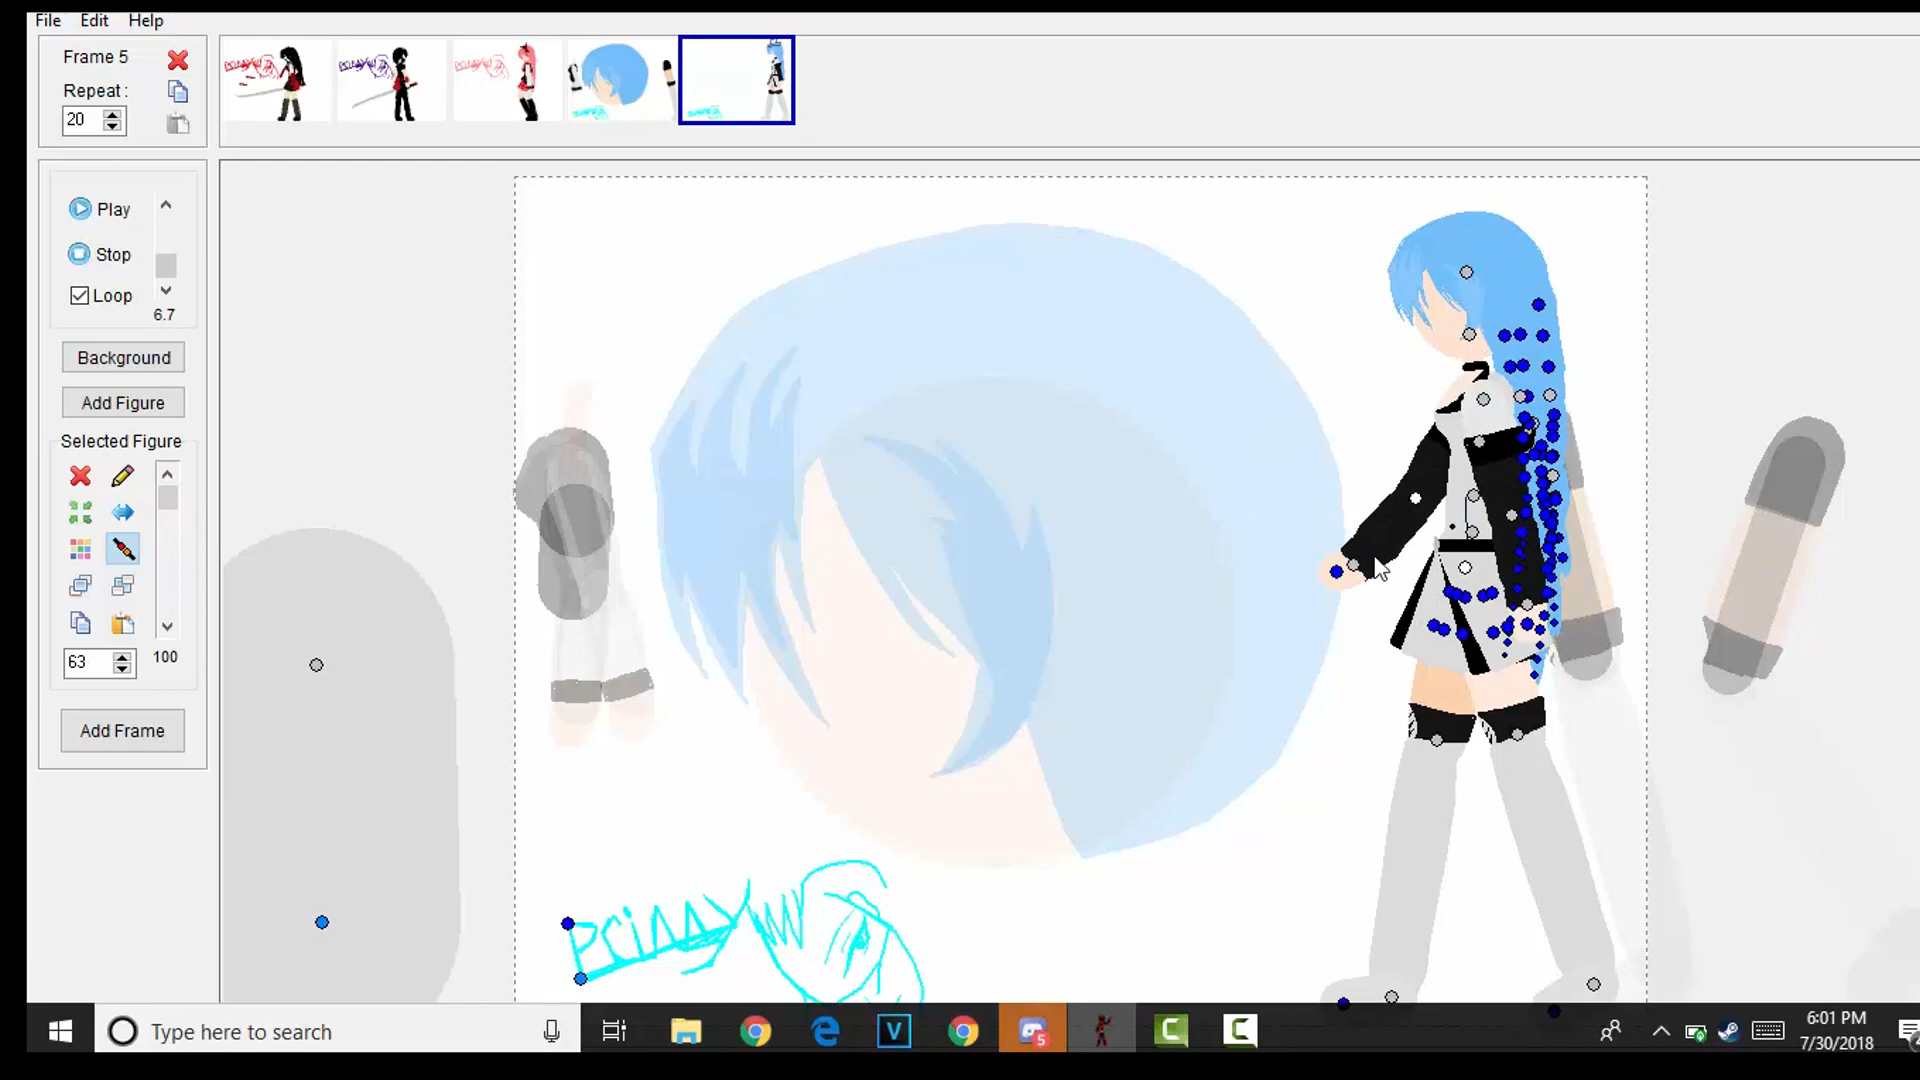 File Edit Help
Frame 5
Repeat :
20
Play
Stop
Loop
6.7
Background
Add Figure
Selected Figure
63
100
Add Frame
Type here to search
V
5
6:01 PM
7/30/2018